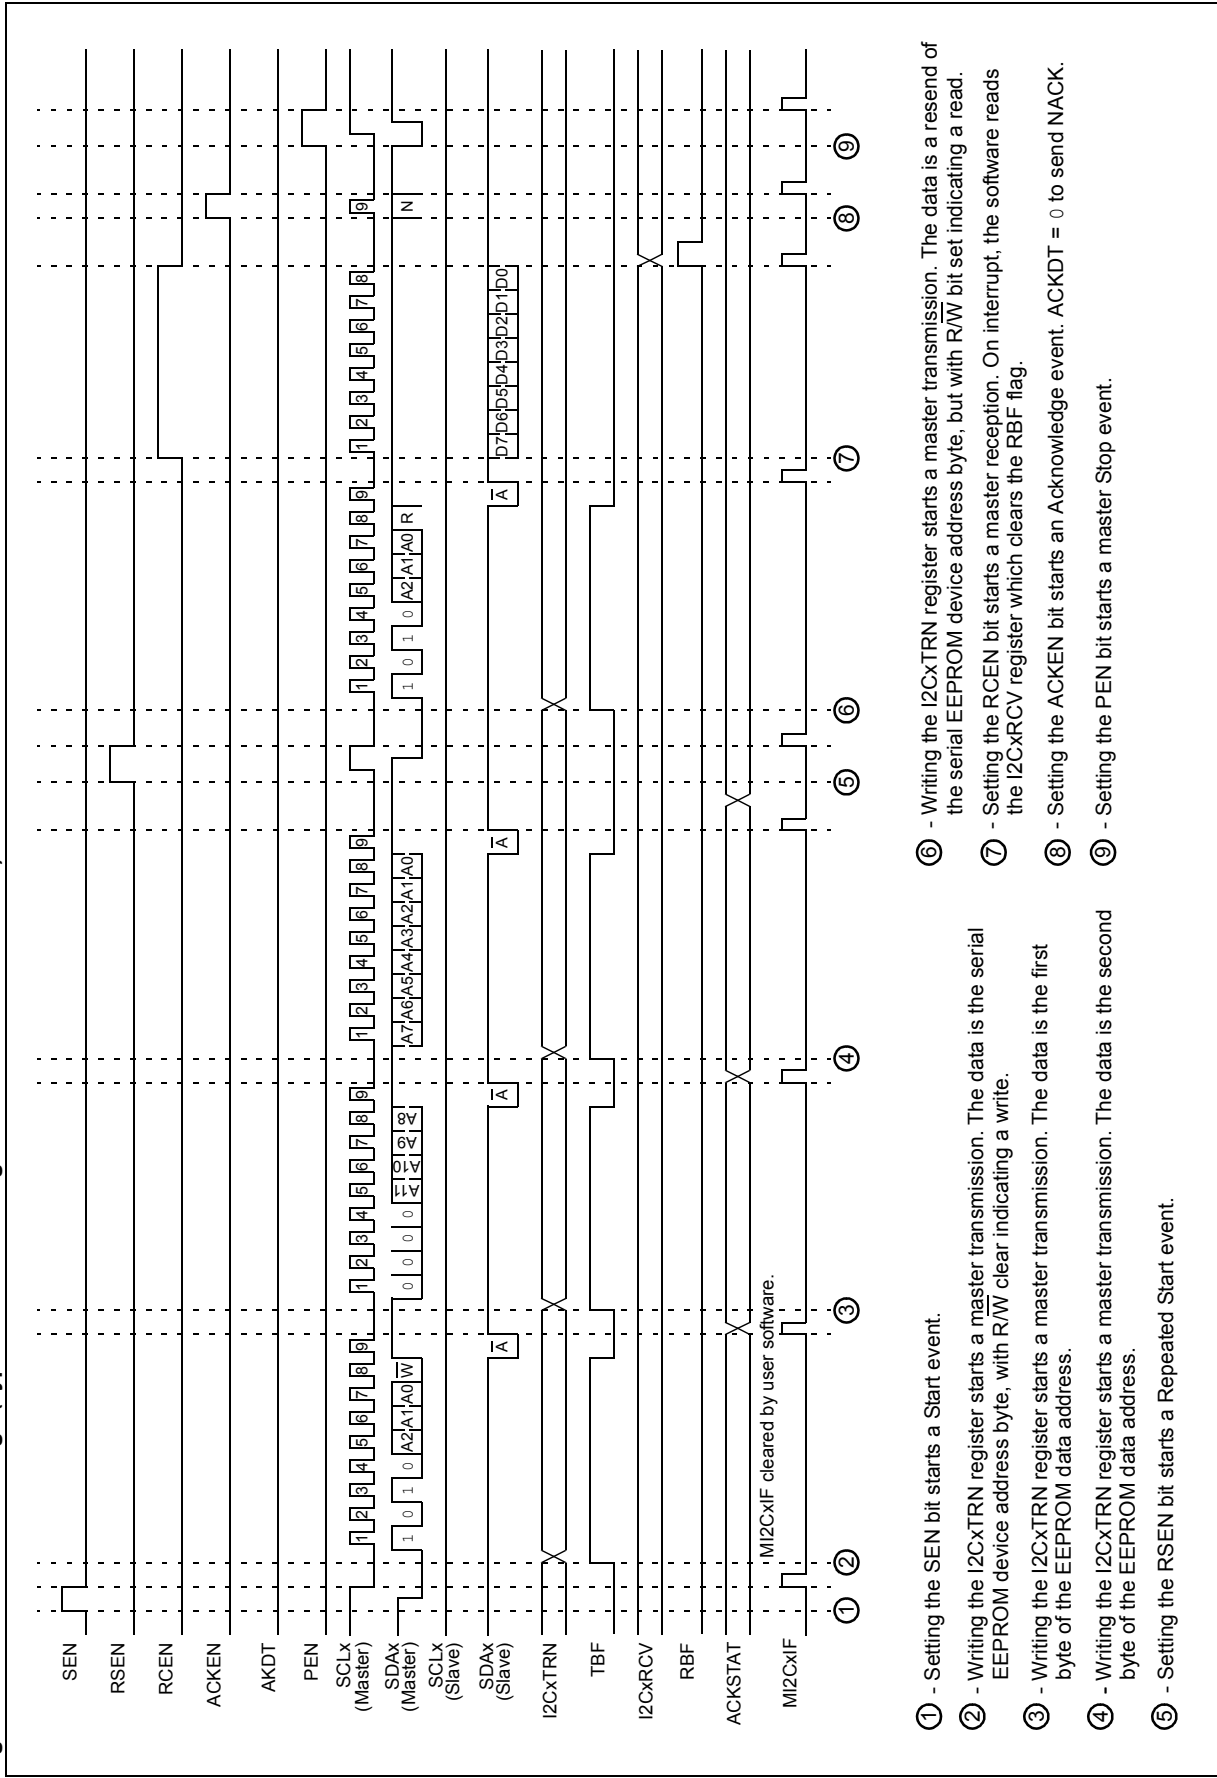 SEN
RSEN
RCEN
ACKEN
AKDT
PEN
SCLx
(Master)
1 2 3 4 5 6 7 8 9 1 2 3 4 5 6 7 8 9 1 2 3 4 5 6 7 8 9 1 2 3 4 5 6 7 8 9 1 2 3 4 5 6 7 8 9
SDAx
(Master)
1 0 1 0 A2 A1 A0 W̅ 0 0 0 0 A11 A10 A9 A8 A7 A6 A5 A4 A3 A2 A1 A0 1 0 1 0 A2 A1 A0 R N
SCLx
(Slave)
SDAx
(Slave)
A̅ A̅ A̅ A̅ D7 D6 D5 D4 D3 D2 D1 D0
I2CxTRN
TBF
I2CxRCV
RBF
ACKSTAT
MI2CxIF cleared by user software.
MI2CxIF
① ② ③ ④ ⑤ ⑥ ⑦ ⑧ ⑨
① - Setting the SEN bit starts a Start event.
② - Writing the I2CxTRN register starts a master transmission. The data is the serial
EEPROM device address byte, with R/W̅ clear indicating a write.
③ - Writing the I2CxTRN register starts a master transmission. The data is the first
byte of the EEPROM data address.
④ - Writing the I2CxTRN register starts a master transmission. The data is the second
byte of the EEPROM data address.
⑤ - Setting the RSEN bit starts a Repeated Start event.
⑥ - Writing the I2CxTRN register starts a master transmission. The data is a resend of
the serial EEPROM device address byte, but with R/W̅ bit set indicating a read.
⑦ - Setting the RCEN bit starts a master reception. On interrupt, the software reads
the I2CxRCV register which clears the RBF flag.
⑧ - Setting the ACKEN bit starts an Acknowledge event. ACKDT = 0 to send NACK.
⑨ - Setting the PEN bit starts a master Stop event.